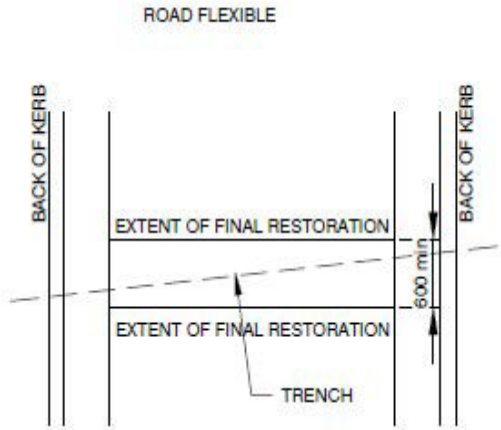 ROAD FLEXIBLE
BACK OF KERB
BACK OF KERB
EXTENT OF FINAL RESTORATION
600 min
EXTENT OF FINAL RESTORATION
TRENCH